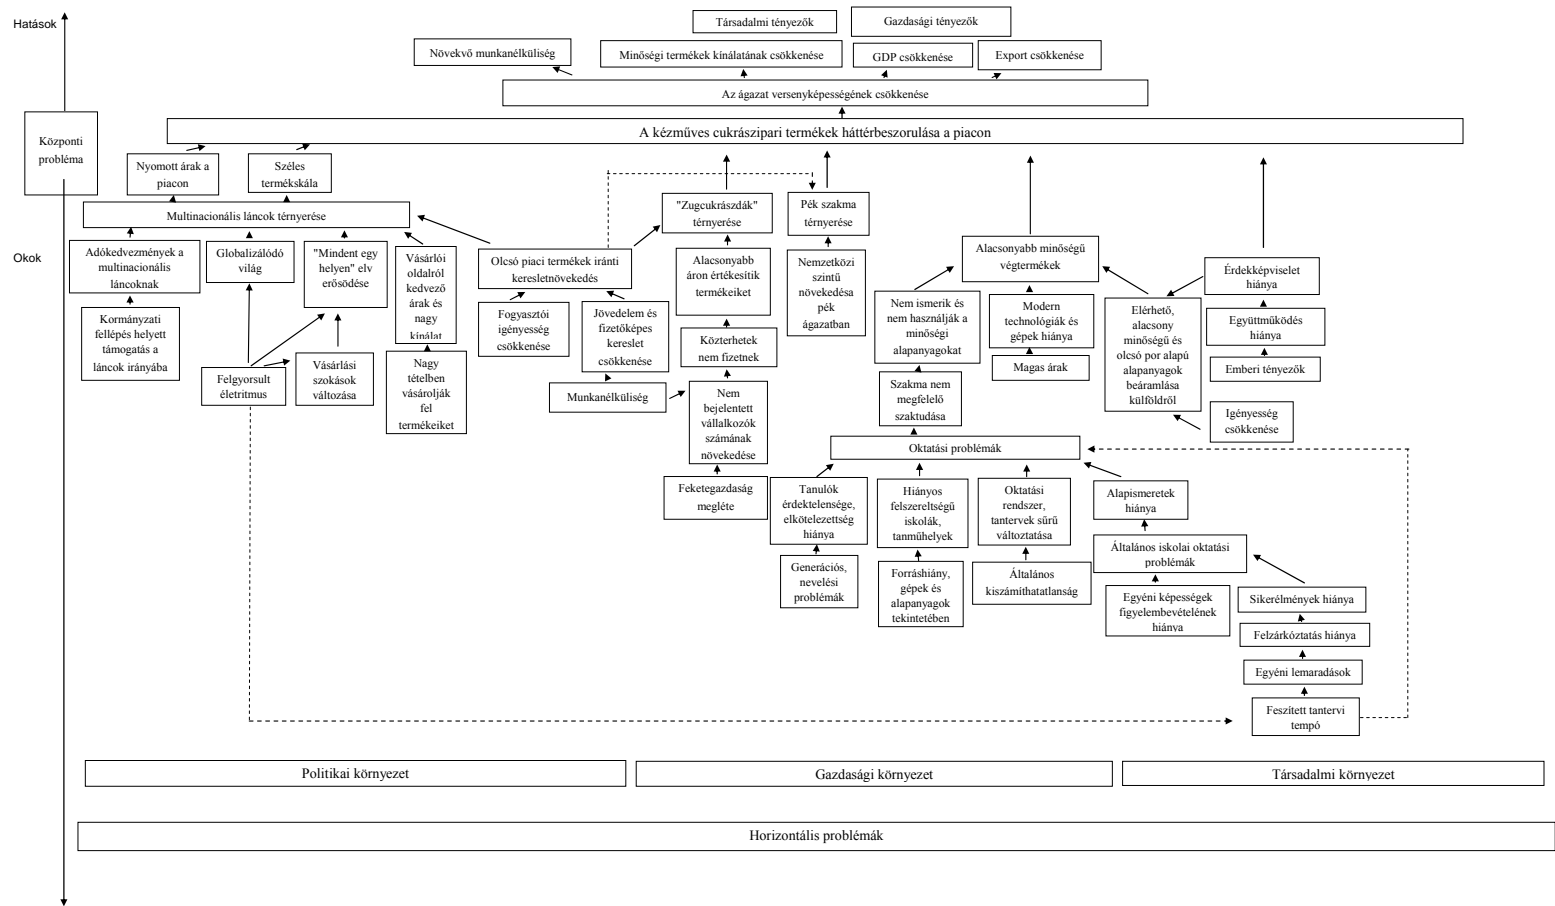 Hatások
Társadalmi tényezők
Gazdasági tényezők
Növekvő munkanélküliség
Minőségi termékek kínálatának csökkenése
GDP csökkenése
Export csökkenése
Az ágazat versenyképességének csökkenése
Központi
probléma
A kézműves cukrászipari termékek háttérbeszorulása a piacon
Nyomott árak a
piacon
Széles
termékskála
Multinacionális láncok térnyerése
"Zugcukrászdák"
térnyerése
Pék szakma
térnyerése
Okok
Adókedvezmények a
multinacionális
láncoknak
Globalizálódó
világ
"Mindent egy
helyen" elv
erősödése
Vásárlói
oldalról
kedvező
árak és
nagy
kínálat
Olcsó piaci termékek iránti
keresletnövekedés
Alacsonyabb
áron értékesítik
termékeiket
Nemzetközi
szintű
növekedésa
pék
ágazatban
Alacsonyabb minőségű
végtermékek
Érdekképviselet
hiánya
Kormányzati
fellépés helyett
támogatás a
láncok irányába
Felgyorsult
életritmus
Vásárlási
szokások
változása
Nagy
tételben
vásárolják
fel
termékeiket
Fogyasztói
igényesség
csökkenése
Jövedelem és
fizetőképes
kereslet
csökkenése
Munkanélküliség
Közterhetek
nem fizetnek
Nem
bejelentett
vállalkozók
számának
növekedése
Feketegazdaság
megléte
Nem ismerik és
nem használják a
minőségi
alapanyagokat
Modern
technológiák és
gépek hiánya
Magas árak
Elérhető,
alacsony
minőségű és
olcsó por alapú
alapanyagok
beáramlása
külföldről
Együttműködés
hiánya
Emberi tényezők
Igényesség
csökkenése
Szakma nem
megfelelő
szaktudása
Oktatási problémák
Tanulók
érdektelensége,
elkötelezettség
hiánya
Hiányos
felszereltségű
iskolák,
tanműhelyek
Oktatási
rendszer,
tantervek sűrű
változtatása
Alapismeretek
hiánya
Generációs,
nevelési
problémák
Forráshiány,
gépek és
alapanyagok
tekintetében
Általános
kiszámíthatatlanság
Általános iskolai oktatási
problémák
Egyéni képességek
figyelembevételének
hiánya
Sikerélmények hiánya
Felzárkóztatás hiánya
Egyéni lemaradások
Feszített tantervi
tempó
Politikai környezet
Gazdasági környezet
Társadalmi környezet
Horizontális problémák